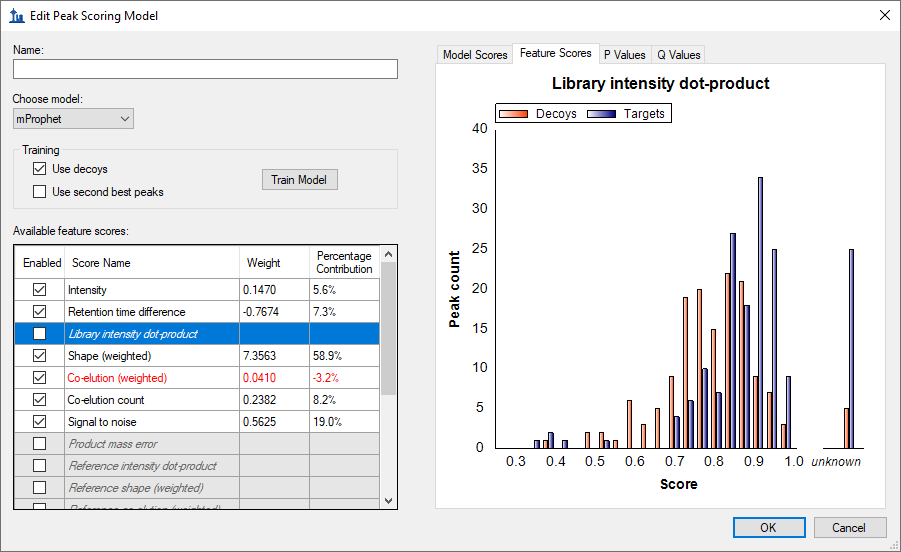 Edit Peak Scoring Model
Name:
Choose model:
mProphet
Training
Use decoys
Use second best peaks
Train Model
Available feature scores:
Enabled Score Name Weight Percentage Contribution
Intensity 0.1470 5.6%
Retention time difference -0.7674 7.3%
Library intensity dot-product
Shape (weighted) 7.3563 58.9%
Co-elution (weighted) 0.0410 -3.2%
Co-elution count 0.2382 8.2%
Signal to noise 0.5625 19.0%
Product mass error
Reference intensity dot-product
Reference shape (weighted)
Reference co-elution (weighted)
Model Scores Feature Scores P Values Q Values
Library intensity dot-product
Decoys Targets
40
35
30
25
20
15
10
5
0
Peak count
0.3 0.4 0.5 0.6 0.7 0.8 0.9 1.0 unknown
Score
OK Cancel